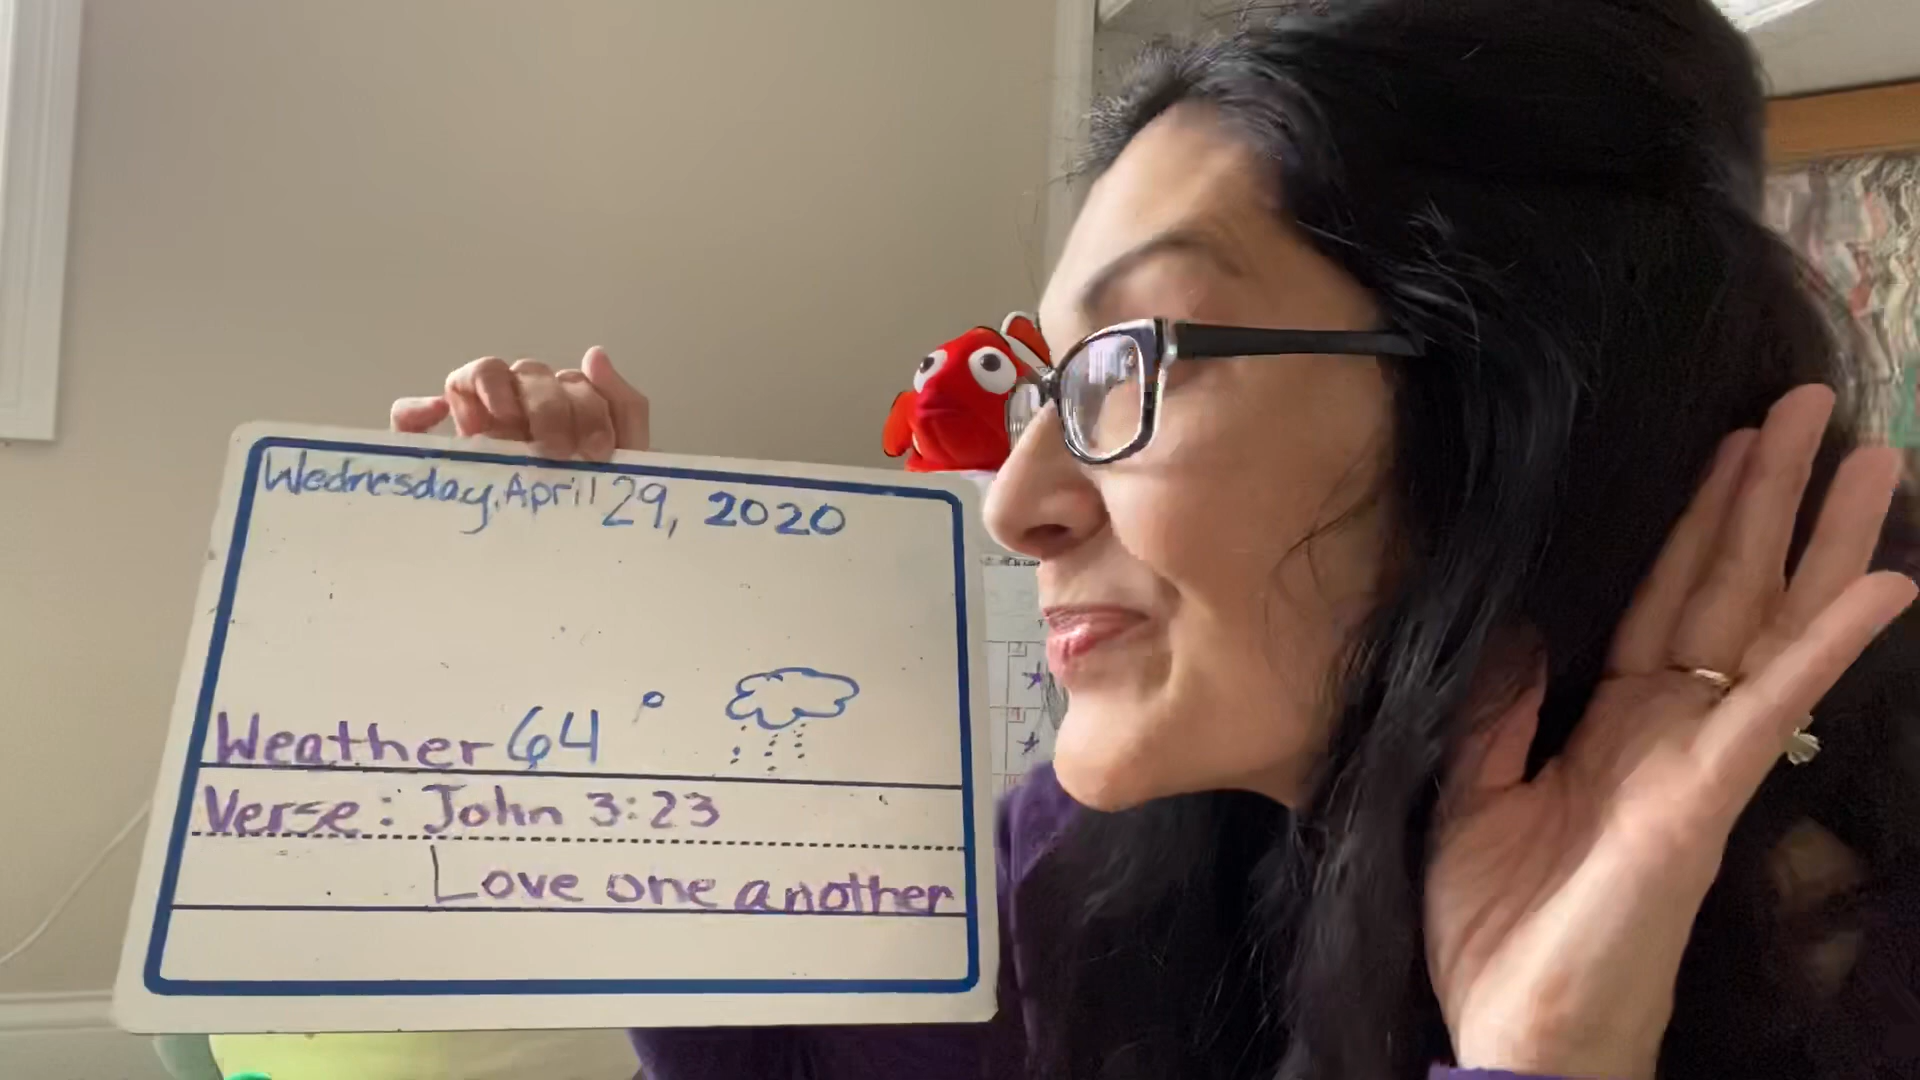 Wednesday, April 29, 2020
Weather 64°
Verse: John 3:23
Love one another